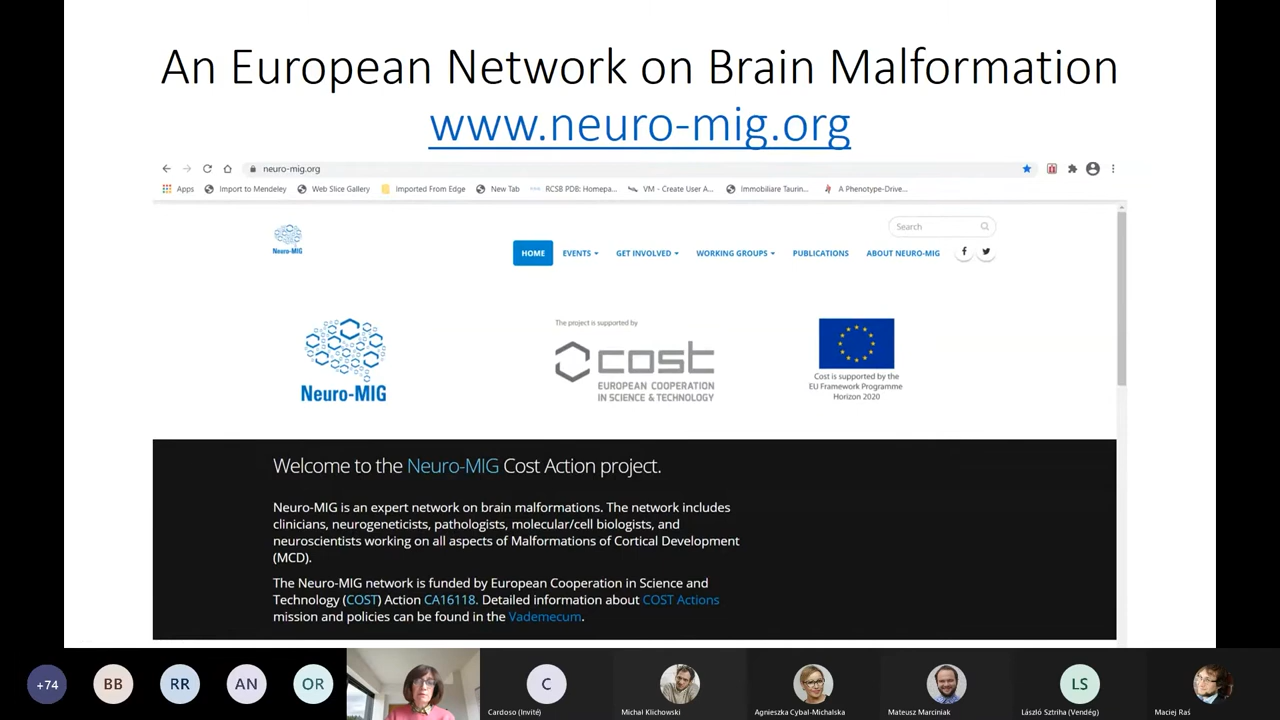 An European Network on Brain Malformation
www.neuro-mig.org
neuro-mig.org
Apps Import to Mendeley Web Slice Gallery Imported From Edge New Tab RCSB PDB: Homepa... VM - Create User A... Immobiliare Taurin... A Phenotype-Drive...
Search
Neuro-MIG
HOME EVENTS GET INVOLVED WORKING GROUPS PUBLICATIONS ABOUT NEURO-MIG
The project is supported by
cost
EUROPEAN COOPERATION
IN SCIENCE & TECHNOLOGY
Neuro-MIG
Cost is supported by the
EU Framework Programme
Horizon 2020
Welcome to the Neuro-MIG Cost Action project.
Neuro-MIG is an expert network on brain malformations. The network includes
clinicians, neurogeneticists, pathologists, molecular/cell biologists, and
neuroscientists working on all aspects of Malformations of Cortical Development
(MCD).
The Neuro-MIG network is funded by European Cooperation in Science and
Technology (COST) Action CA16118. Detailed information about COST Actions
mission and policies can be found in the Vademecum.
+74 BB RR AN OR C LS
Cardoso (Invité) Michał Klichowski Agnieszka Cybal-Michalska Mateusz Marciniak László Sztriha (Vendég) Maciej Raś